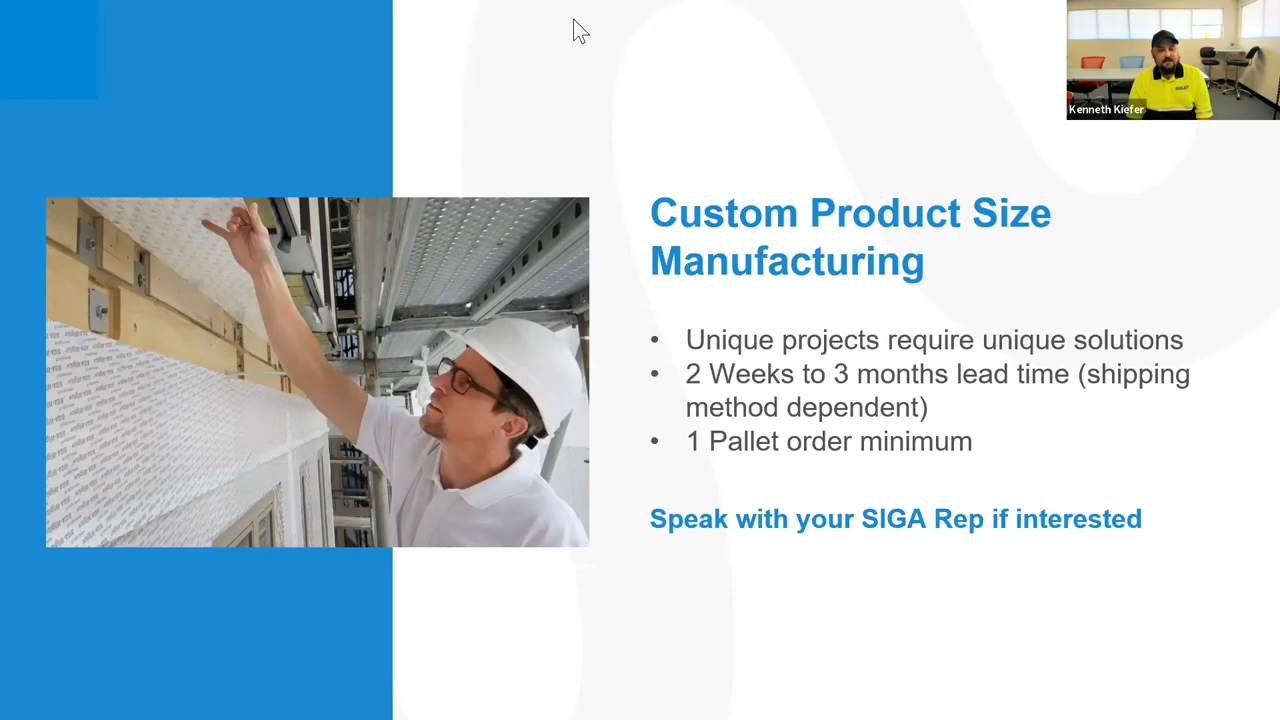 Kenneth Kiefer
Custom Product Size
Manufacturing
• Unique projects require unique solutions
• 2 Weeks to 3 months lead time (shipping
method dependent)
• 1 Pallet order minimum
Speak with your SIGA Rep if interested